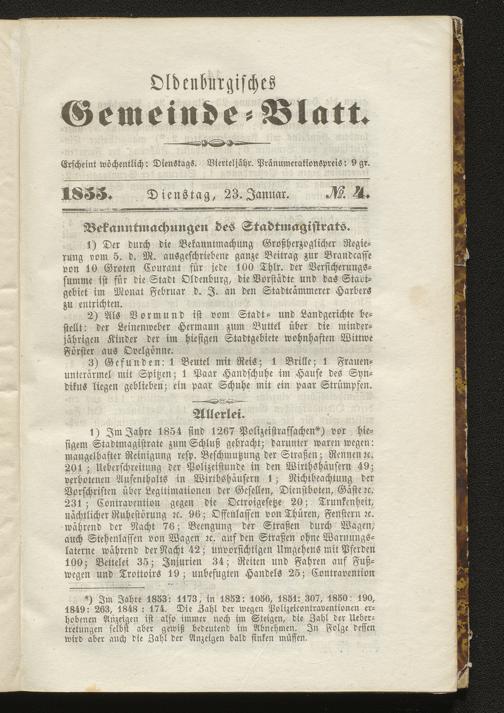 Oldenburgisches
Gemeinde-Blatt.
Erscheint wöchentlich: Dienstags. Vierteljähr. Pränumerationspreis: 9 gr.
1855. Dienstag, 23. Januar. №. 4.
Bekanntmachungen des Stadtmagistrats.
1) Der durch die Bekanntmachung Großherzoglicher Regie-
rung vom 5. d. M. ausgeschriebene ganze Beitrag zur Brandcasse
von 10 Groten Courant für jede 100 Thlr. der Versicherungs-
summe ist für die Stadt Oldenburg, die Vorstädte und das Stadt-
gebiet im Monat Februar d. J. an den Stadtkämmerer Harbers
zu entrichten.
2) Als Vormund ist vom Stadt- und Landgerichte be-
stellt: der Leinenweber Hermann zum Buttel über die minder-
jährigen Kinder der im hiesigen Stadtgebiete wohnhaften Wittwe
Förster aus Ovelgönne.
3) Gefunden: 1 Beutel mit Reis; 1 Brille; 1 Frauen-
unterärmel mit Spitzen; 1 Paar Handschuhe im Hause des Syn-
dikus liegen geblieben; ein paar Schuhe mit ein paar Strümpfen.
Allerlei.
1) Im Jahre 1854 sind 1267 Polizeistrafsachen*) vor hie-
sigem Stadtmagistrate zum Schluß gebracht; darunter waren wegen:
mangelhafter Reinigung resp. Beschmutzung der Straßen; Rennen ꝛc.
201; Ueberschreitung der Polizeistunde in den Wirthshäusern 49;
verbotenen Aufenthalts in Wirthshäusern 1; Nichtbeachtung der
Vorschriften über Legitimationen der Gesellen, Dienstboten, Gäste ꝛc.
231; Contravention gegen die Octroigesetze 20; Trunkenheit,
nächtlicher Ruhestörung ꝛc. 96; Offenlassen von Thüren, Fenstern ꝛc.
während der Nacht 76; Beengung der Straßen durch Wagen,
auch Stehenlassen von Wagen ꝛc. auf den Straßen ohne Warnungs-
laterne während der Nacht 42; unvorsichtigen Umgehens mit Pferden
100; Bettelei 35; Injurien 34; Reiten und Fahren auf Fuß-
wegen und Trottoirs 19; unbefugten Handels 25; Contravention
*) Im Jahre 1853: 1173, in 1852: 1056, 1851: 307, 1850: 190,
1849: 263, 1848: 174. Die Zahl der wegen Polizeicontraventionen er-
hobenen Anzeigen ist also immer noch im Steigen, die Zahl der Ueber-
tretungen selbst aber gewiß bedeutend im Abnehmen. In Folge dessen
wird aber auch die Zahl der Anzeigen bald sinken müssen.